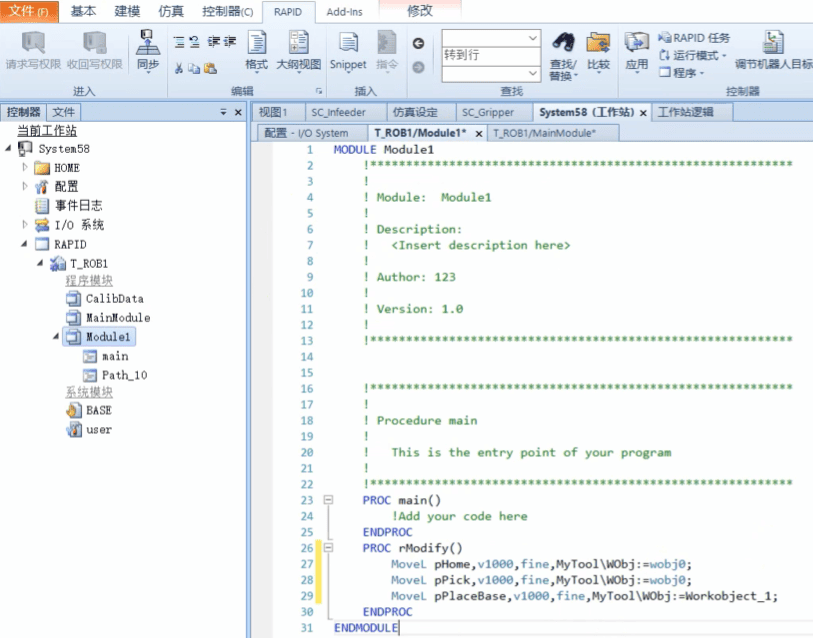 文件(F) 基本 建模 仿真 控制器(C) RAPID Add-Ins 修改
请求写权限 收回写权限 同步 格式 大纲视图 Snippet 指令 转到行 查找/替换 比较 应用 RAPID 任务 运行模式 程序 调节机器人目标
进入 编辑 插入 查找 控制器
控制器 文件
视图1 SC_Infeeder 仿真设定 SC_Gripper System58 (工作站) 工作站逻辑
配置 - I/O System T_ROB1/Module1* T_ROB1/MainModule*
当前工作站
System58
HOME
配置
事件日志
I/O 系统
RAPID
T_ROB1
程序模块
CalibData
MainModule
Module1
main
Path_10
系统模块
BASE
user
1 MODULE Module1
2 !***********************************************************
3 !
4 ! Module:  Module1
5 !
6 ! Description:
7 !   <Insert description here>
8 !
9 ! Author: 123
10 !
11 ! Version: 1.0
12 !
13 !***********************************************************
14
15
16 !***********************************************************
17 !
18 ! Procedure main
19 !
20 !   This is the entry point of your program
21 !
22 !***********************************************************
23 PROC main()
24 !Add your code here
25 ENDPROC
26 PROC rModify()
27 MoveL pHome,v1000,fine,MyTool\WObj:=wobj0;
28 MoveL pPick,v1000,fine,MyTool\WObj:=wobj0;
29 MoveL pPlaceBase,v1000,fine,MyTool\WObj:=Workobject_1;
30 ENDPROC
31 ENDMODULE